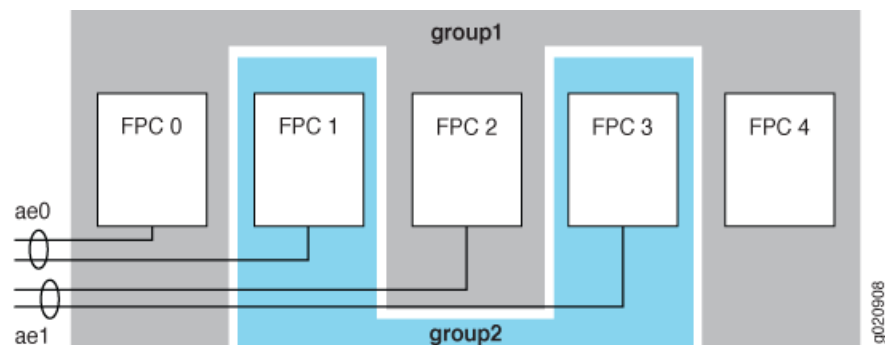 group1
FPC 0
FPC 1
FPC 2
FPC 3
FPC 4
ae0
ae1
group2
g020908